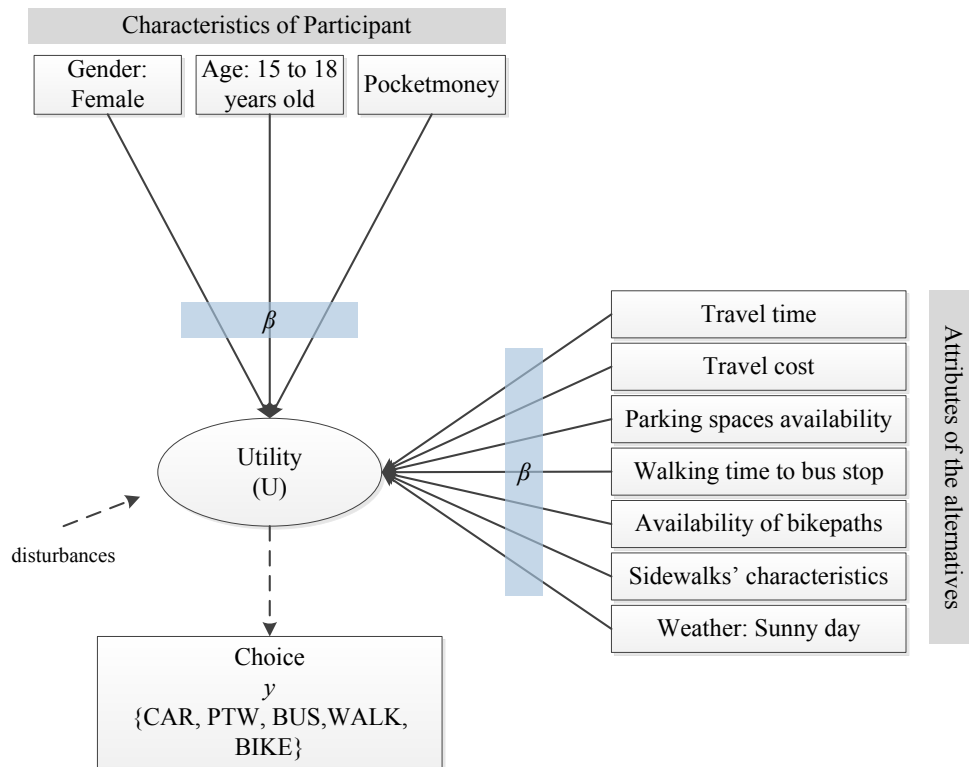 Characteristics of Participant
Gender:
Female
Age: 15 to 18
years old
Pocketmoney
β
Travel time
Travel cost
Parking spaces availability
Walking time to bus stop
Availability of bikepaths
Sidewalks’ characteristics
Weather: Sunny day
Attributes of the alternatives
β
Utility
(U)
disturbances
Choice
y
{CAR, PTW, BUS,WALK,
BIKE}